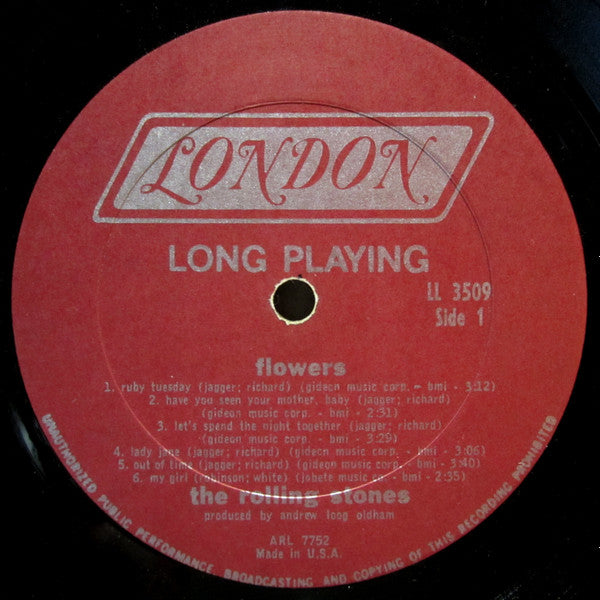 LONDON
LONG PLAYING
LL 3509
Side 1
flowers
1. ruby tuesday (jagger; richard) (gideon music corp. - bmi - 3:12)
2. have you seen your mother, baby (jagger; richard)
(gideon music corp. - bmi - 2:31)
3. let's spend the night together (jagger; richard)
(gideon music corp. - bmi - 3:29)
4. lady jane (jagger; richard) (gideon music corp. - bmi - 3:06)
5. out of time (jagger; richard) (gideon music corp. - bmi - 3:40)
6. my girl (robinson; white) (jobete music corp. - bmi - 2:35)
the rolling stones
produced by andrew loog oldham
ARL 7752
Made in U.S.A.
UNAUTHORIZED PUBLIC PERFORMANCE, BROADCASTING AND COPYING OF THIS RECORDING PROHIBITED